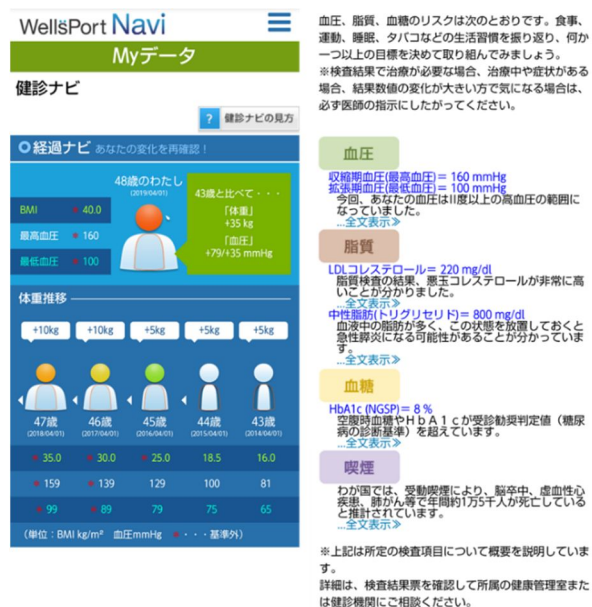 WellsPort Navi
Myデータ
健診ナビ
? 健診ナビの見方
経過ナビ あなたの変化を再確認!
48歳のわたし
(2019/04/01)
43歳と比べて・・・
「体重」
+35 kg
「血圧」
+79/+35 mmHg
BMI ★ 40.0
最高血圧 ★ 160
最低血圧 ★ 100
体重推移
+10kg +10kg +5kg +5kg +5kg
47歳 46歳 45歳 44歳 43歳
(2018/04/01) (2017/04/01) (2016/04/01) (2015/04/01) (2014/04/01)
★ 35.0 ★ 30.0 ★ 25.0 18.5 16.0
★ 159 ★ 139 129 100 81
★ 99 ★ 89 79 75 65
(単位:BMI kg/m² 血圧mmHg ★・・・基準外)
血圧、脂質、血糖のリスクは次のとおりです。食事、
運動、睡眠、タバコなどの生活習慣を振り返り、何か
一つ以上の目標を決めて取り組んでみましょう。
※検査結果で治療が必要な場合、治療中や症状がある
場合、結果数値の変化が大きい方で気になる場合は、
必ず医師の指示にしたがってください。
血圧
収縮期血圧(最高血圧)= 160 mmHg
拡張期血圧(最低血圧)= 100 mmHg
今回、あなたの血圧はII度以上の高血圧の範囲に
なっていました。
...全文表示≫
脂質
LDLコレステロール= 220 mg/dl
脂質検査の結果、悪玉コレステロールが非常に高
いことが分かりました。
...全文表示≫
中性脂肪(トリグリセリド)= 800 mg/dl
血液中の脂肪が多く、この状態を放置しておくと
急性膵炎になる可能性があることが分かっていま
す。
...全文表示≫
血糖
HbA1c (NGSP)= 8 %
空腹時血糖やHbA1cが受診勧奨判定値(糖尿
病の診断基準)を超えています。
...全文表示≫
喫煙
わが国では、受動喫煙により、脳卒中、虚血性心
疾患、肺がん等で年間約1万5千人が死亡している
と推計されています。
...全文表示≫
※上記は所定の検査項目について概要を説明していま
す。
詳細は、検査結果票を確認して所属の健康管理室また
は健診機関にご相談ください。